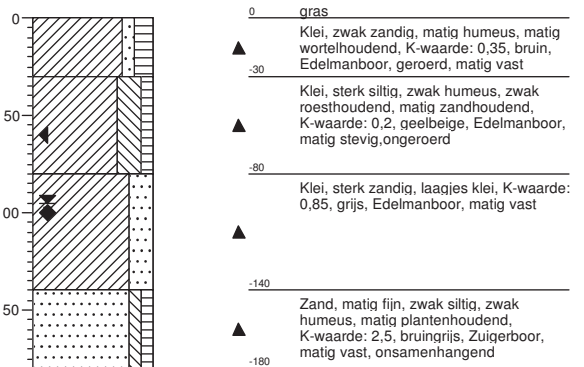 0
50
00
50
0
gras
Klei, zwak zandig, matig humeus, matig
wortelhoudend, K-waarde: 0,35, bruin,
Edelmanboor, geroerd, matig vast
-30
Klei, sterk siltig, zwak humeus, zwak
roesthoudend, matig zandhoudend,
K-waarde: 0,2, geelbeige, Edelmanboor,
matig stevig,ongeroerd
-80
Klei, sterk zandig, laagjes klei, K-waarde:
0,85, grijs, Edelmanboor, matig vast
-140
Zand, matig fijn, zwak siltig, zwak
humeus, matig plantenhoudend,
K-waarde: 2,5, bruingrijs, Zuigerboor,
matig vast, onsamenhangend
-180